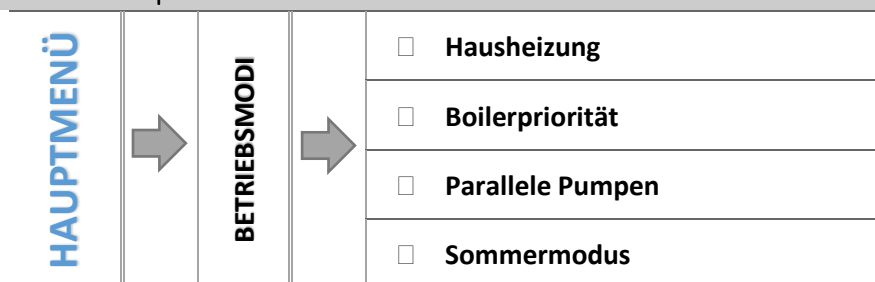 HAUPTMENÜ
BETRIEBSMODI
Hausheizung
Boilerpriorität
Parallele Pumpen
Sommermodus